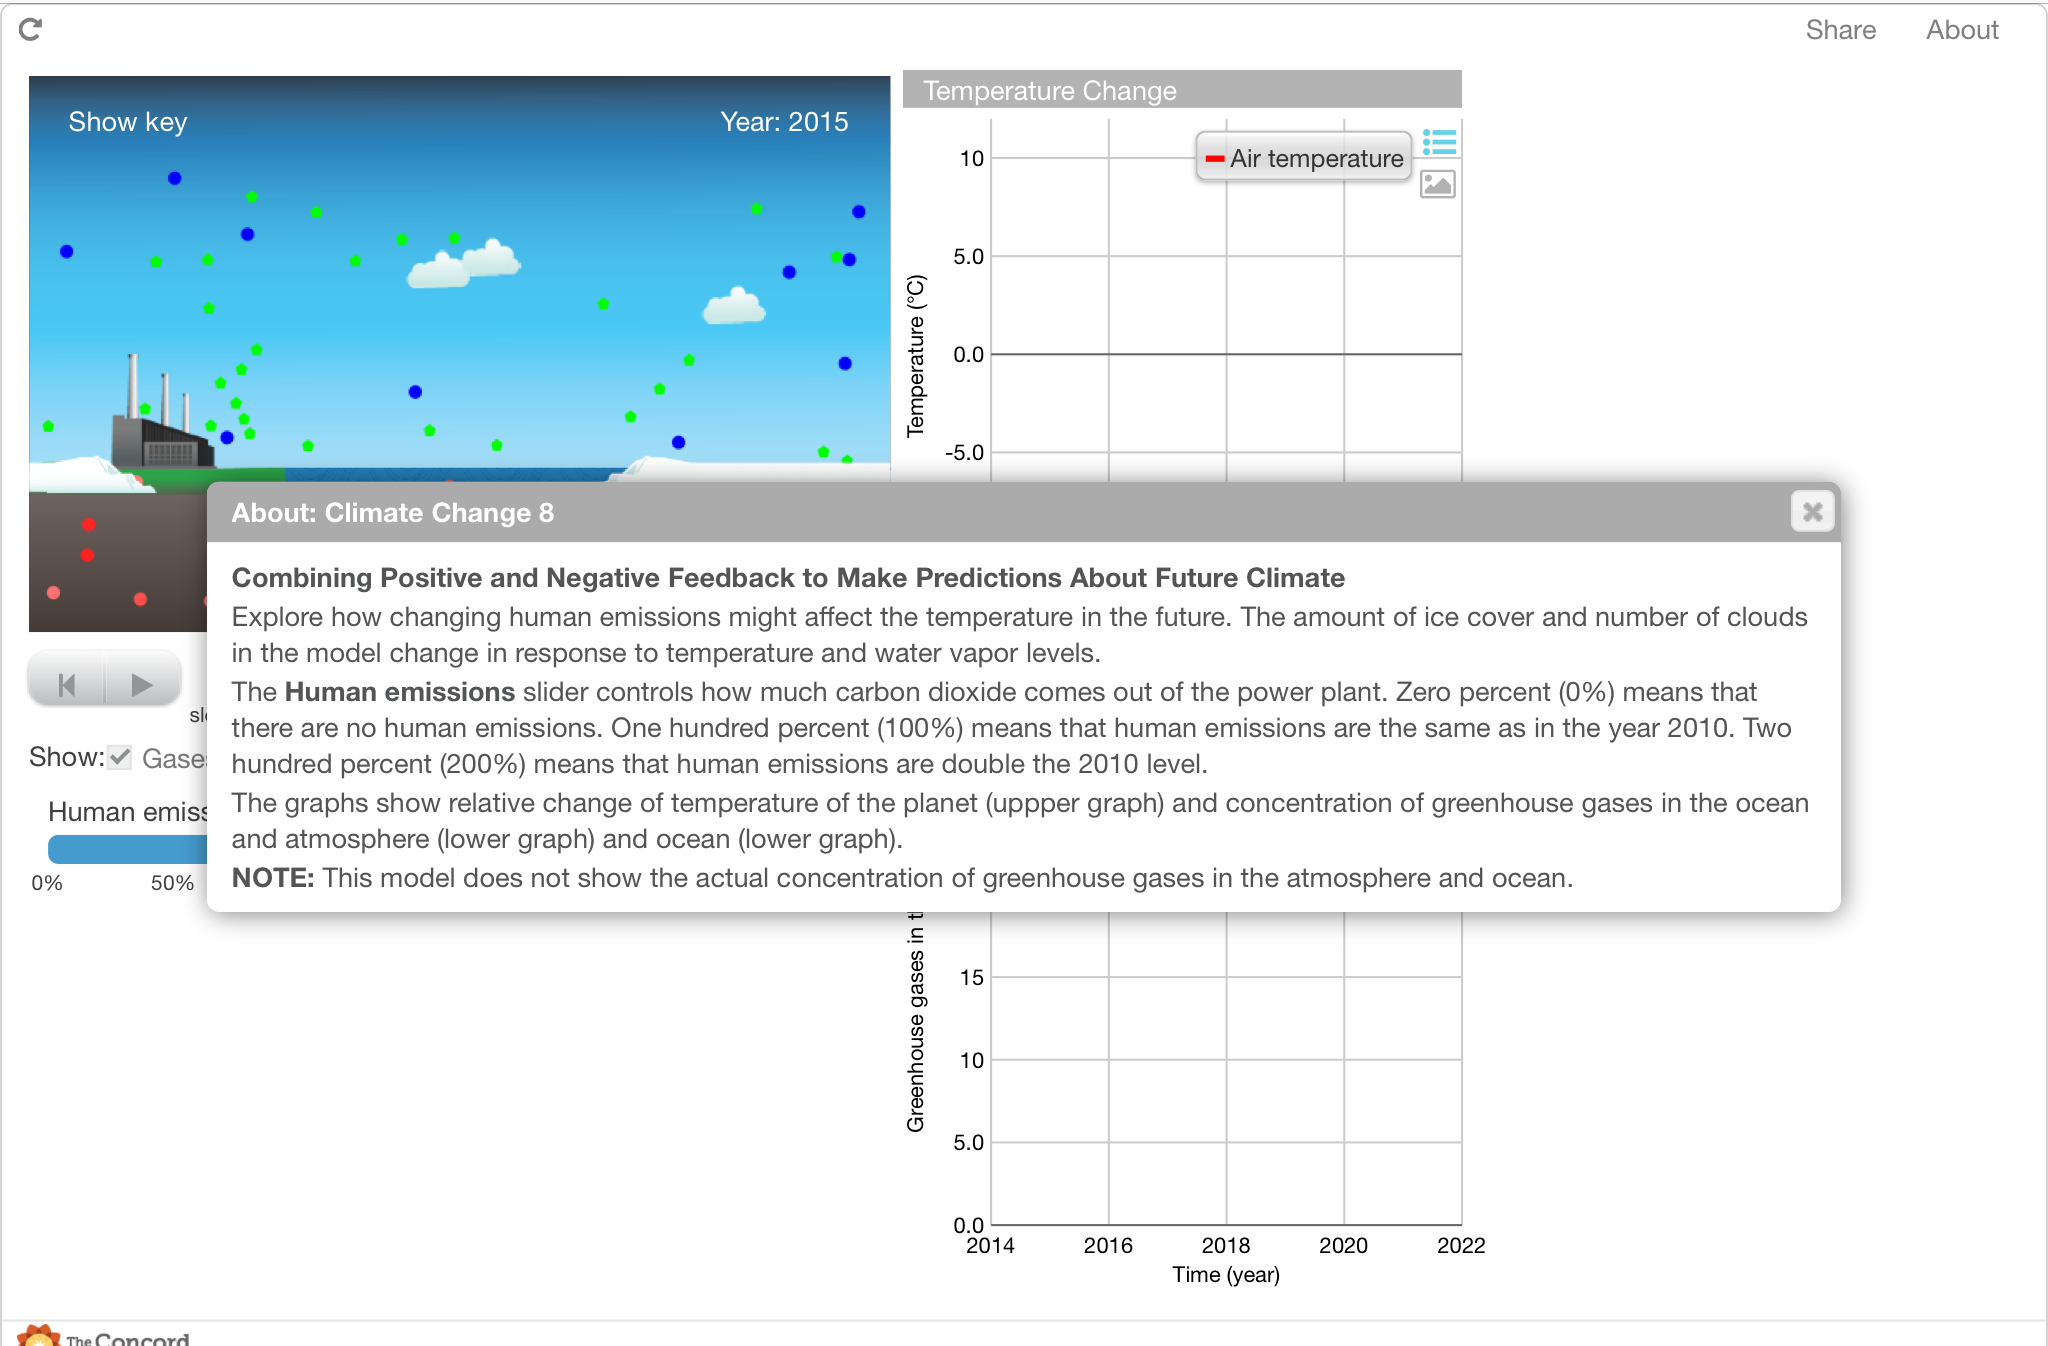 Share About
Show key
Year: 2015
Temperature Change
Air temperature
10
5.0
0.0
-5.0
Temperature (°C)
About: Climate Change 8
Combining Positive and Negative Feedback to Make Predictions About Future Climate
Explore how changing human emissions might affect the temperature in the future. The amount of ice cover and number of clouds
in the model change in response to temperature and water vapor levels.
The Human emissions slider controls how much carbon dioxide comes out of the power plant. Zero percent (0%) means that
there are no human emissions. One hundred percent (100%) means that human emissions are the same as in the year 2010. Two
hundred percent (200%) means that human emissions are double the 2010 level.
The graphs show relative change of temperature of the planet (uppper graph) and concentration of greenhouse gases in the ocean
and atmosphere (lower graph) and ocean (lower graph).
NOTE: This model does not show the actual concentration of greenhouse gases in the atmosphere and ocean.
Show:
Human
0% 50%
Greenhouse gases in
15
10
5.0
0.0
2014 2016 2018 2020 2022
Time (year)
The Concord